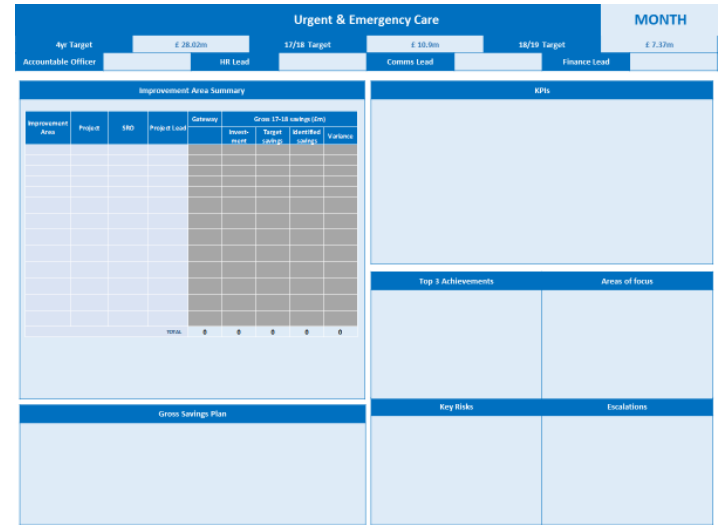 Urgent & Emergency Care
MONTH
4yr Target £ 28.02m 17/18 Target £ 10.9m 18/19 Target £ 7.37m
Accountable Officer HR Lead Comms Lead Finance Lead
Improvement Area Summary
Improvement Area Project SRO Project Lead Gateway Gross 17-18 savings (£m)
Invest-ment Target savings Identified savings Variance
TOTAL 0 0 0 0 0
Gross Savings Plan
KPIs
Top 3 Achievements Areas of focus
Key Risks Escalations